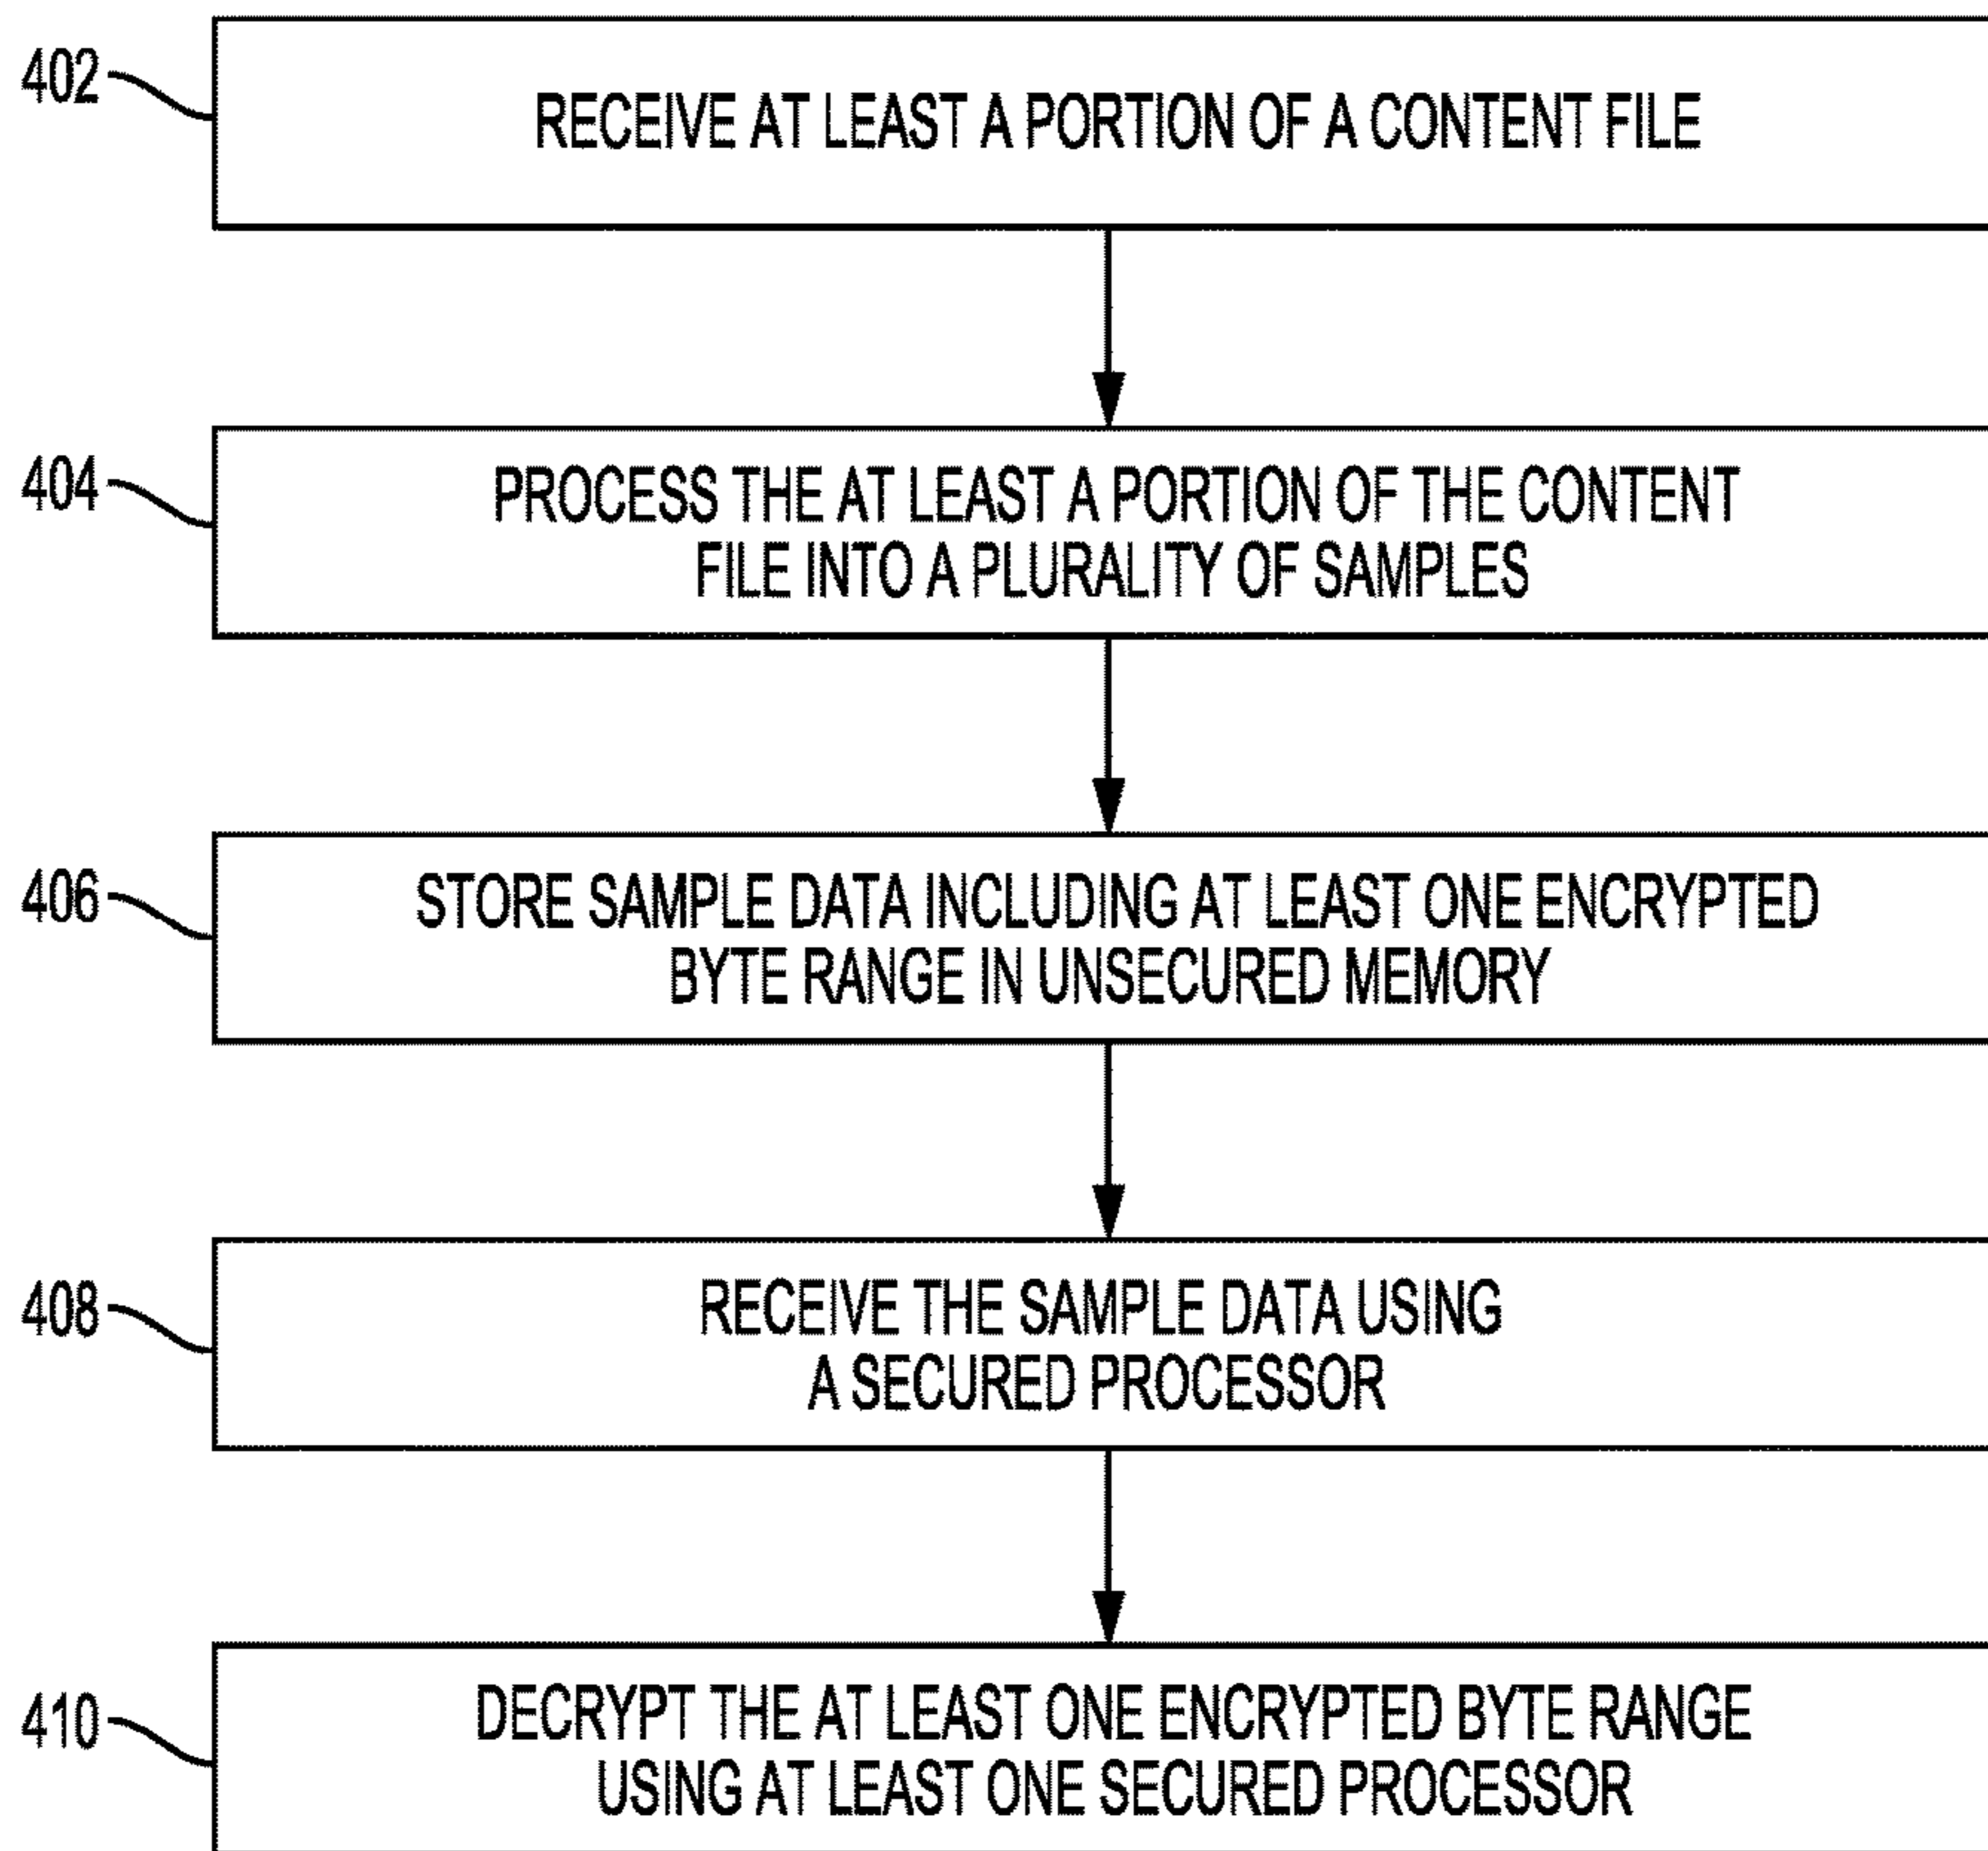 402
RECEIVE AT LEAST A PORTION OF A CONTENT FILE
404
PROCESS THE AT LEAST A PORTION OF THE CONTENT
FILE INTO A PLURALITY OF SAMPLES
406
STORE SAMPLE DATA INCLUDING AT LEAST ONE ENCRYPTED
BYTE RANGE IN UNSECURED MEMORY
408
RECEIVE THE SAMPLE DATA USING
A SECURED PROCESSOR
410
DECRYPT THE AT LEAST ONE ENCRYPTED BYTE RANGE
USING AT LEAST ONE SECURED PROCESSOR